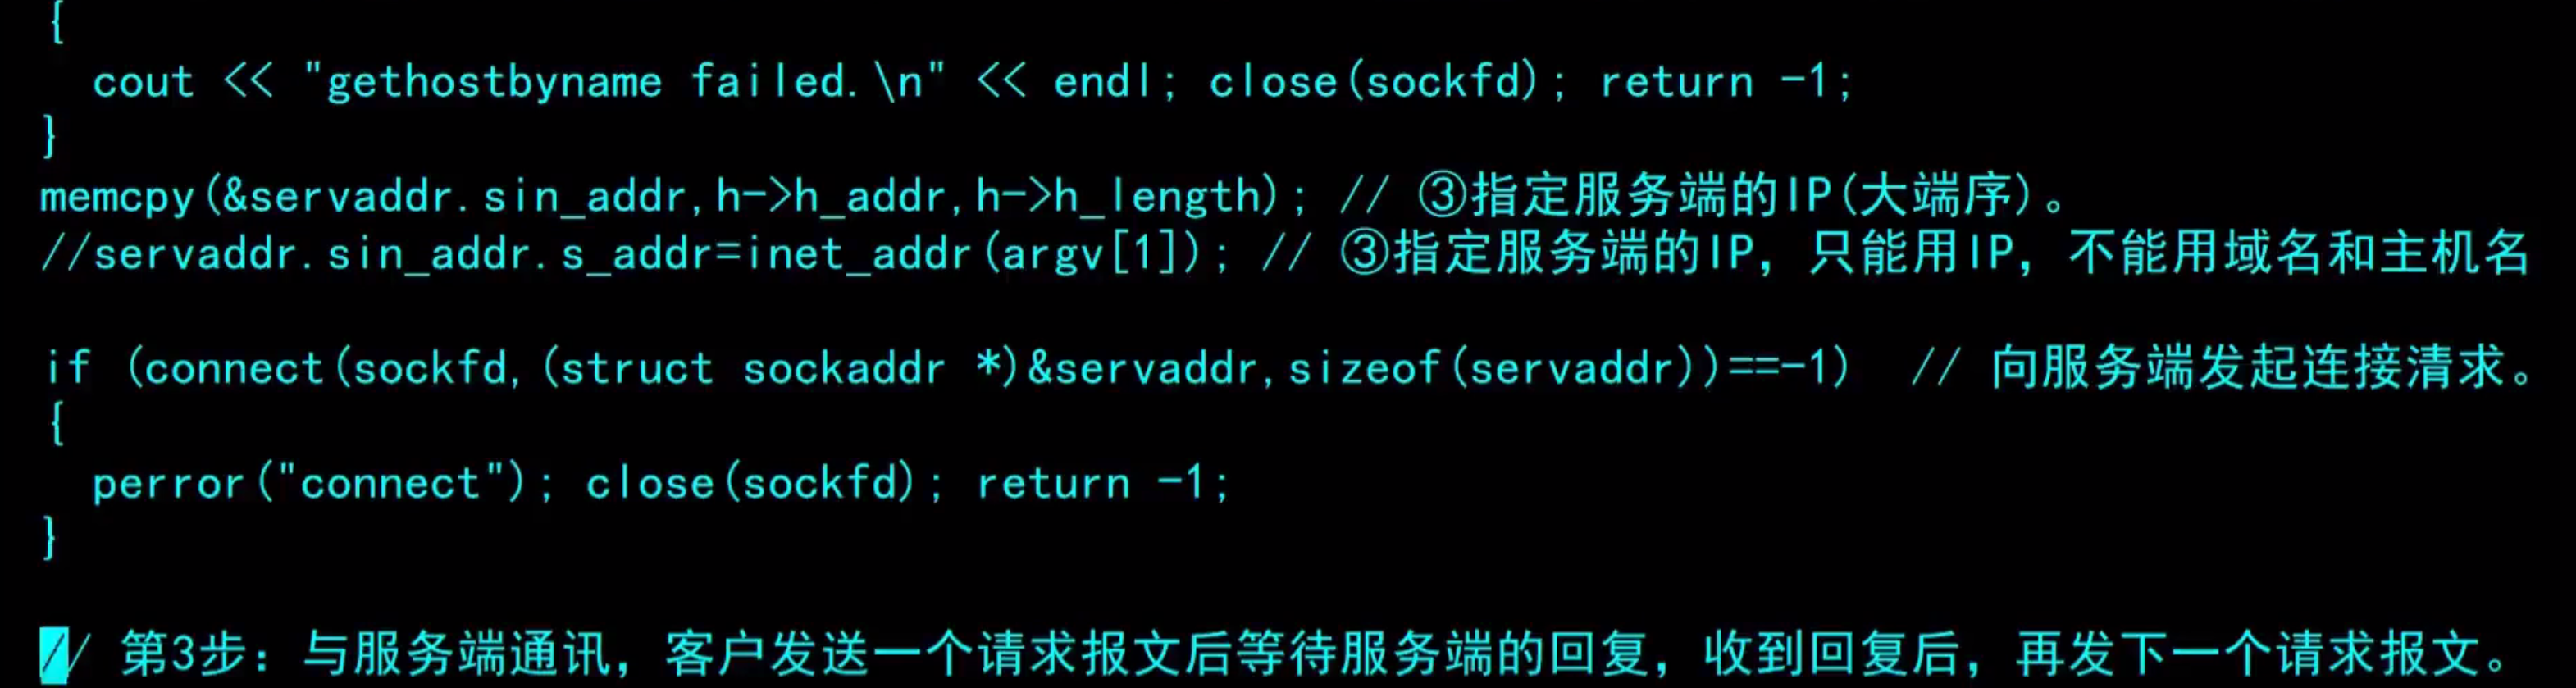 {
cout << "gethostbyname failed.\n" << endl; close(sockfd); return -1;
}
memcpy(&servaddr.sin_addr,h->h_addr,h->h_length); // ③指定服务端的IP(大端序)。
//servaddr.sin_addr.s_addr=inet_addr(argv[1]); // ③指定服务端的IP，只能用IP，不能用域名和主机名
if (connect(sockfd,(struct sockaddr *)&servaddr,sizeof(servaddr))==-1)  // 向服务端发起连接清求。
{
perror("connect"); close(sockfd); return -1;
}
// 第3步：与服务端通讯，客户发送一个请求报文后等待服务端的回复，收到回复后，再发下一个请求报文。